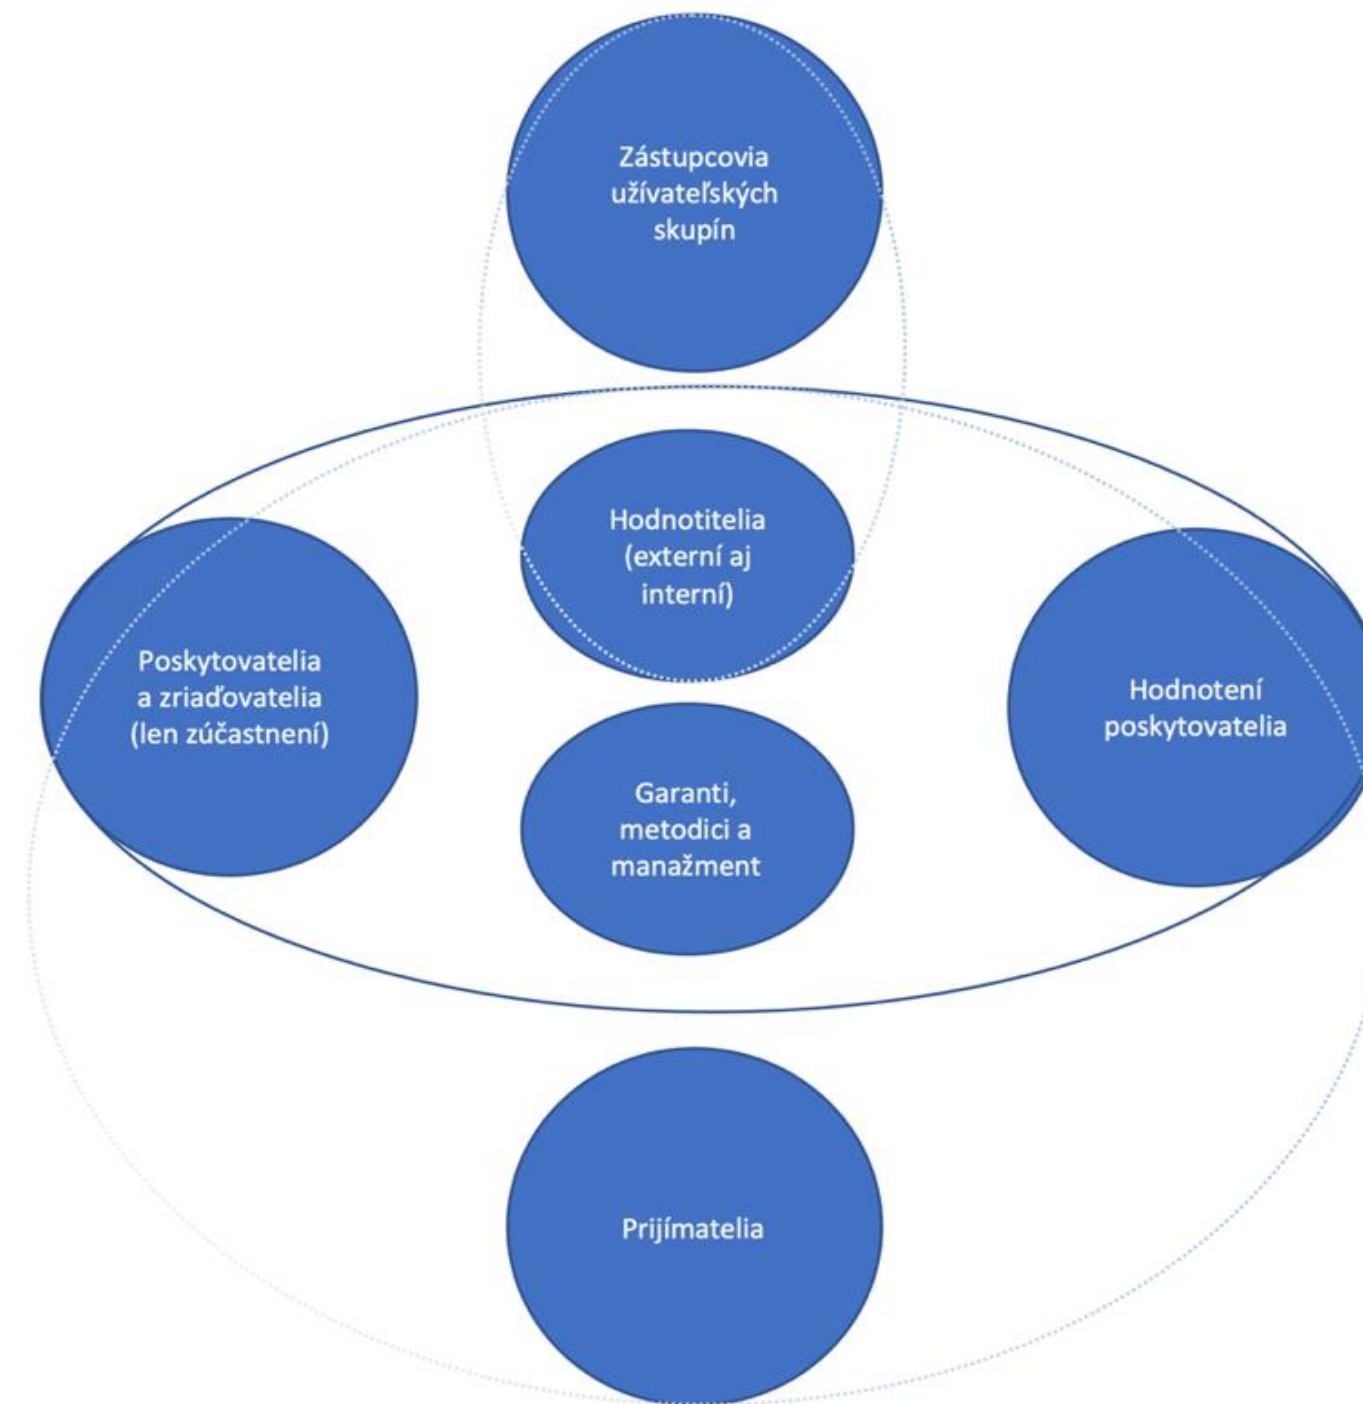 Zástupcovia
užívateľských
skupín
Hodnotitelia
(externí aj
interní)
Poskytovatelia
a zriaďovatelia
(len zúčastnení)
Hodnotení
poskytovatelia
Garanti,
metodici a
manažment
Prijímatelia